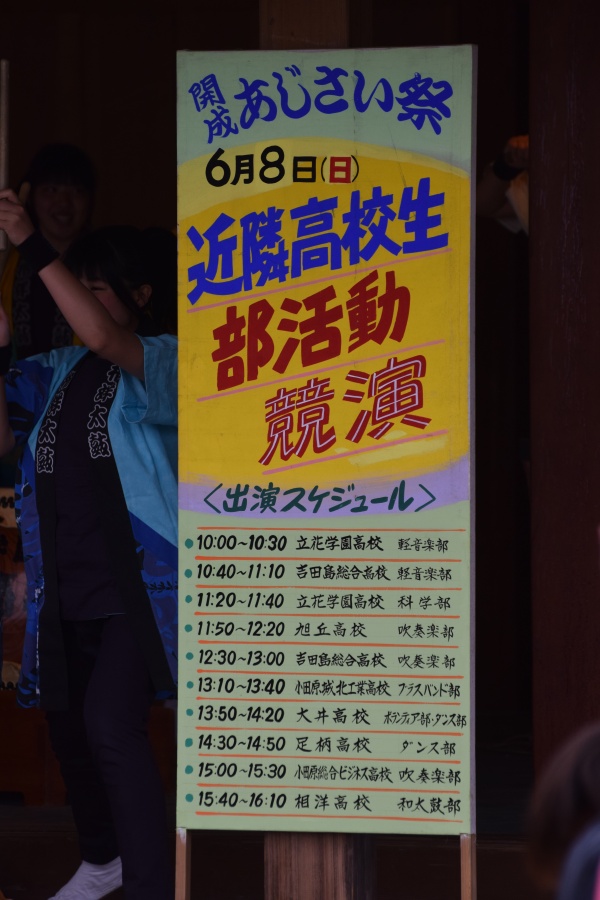 開成あじさい祭
6月8日(日)
近隣高校生
部活動
競演
〈出演スケジュール〉
10:00~10:30 立花学園高校 軽音楽部
10:40~11:10 吉田島総合高校 軽音楽部
11:20~11:40 立花学園高校 科学部
11:50~12:20 旭丘高校 吹奏楽部
12:30~13:00 吉田島総合高校 吹奏楽部
13:10~13:40 小田原城北工業高校 ブラスバンド部
13:50~14:20 大井高校 ボランティア部・ダンス部
14:30~14:50 足柄高校 ダンス部
15:00~15:30 小田原総合ビジネス高校 吹奏楽部
15:40~16:10 相洋高校 和太鼓部
太鼓
太鼓